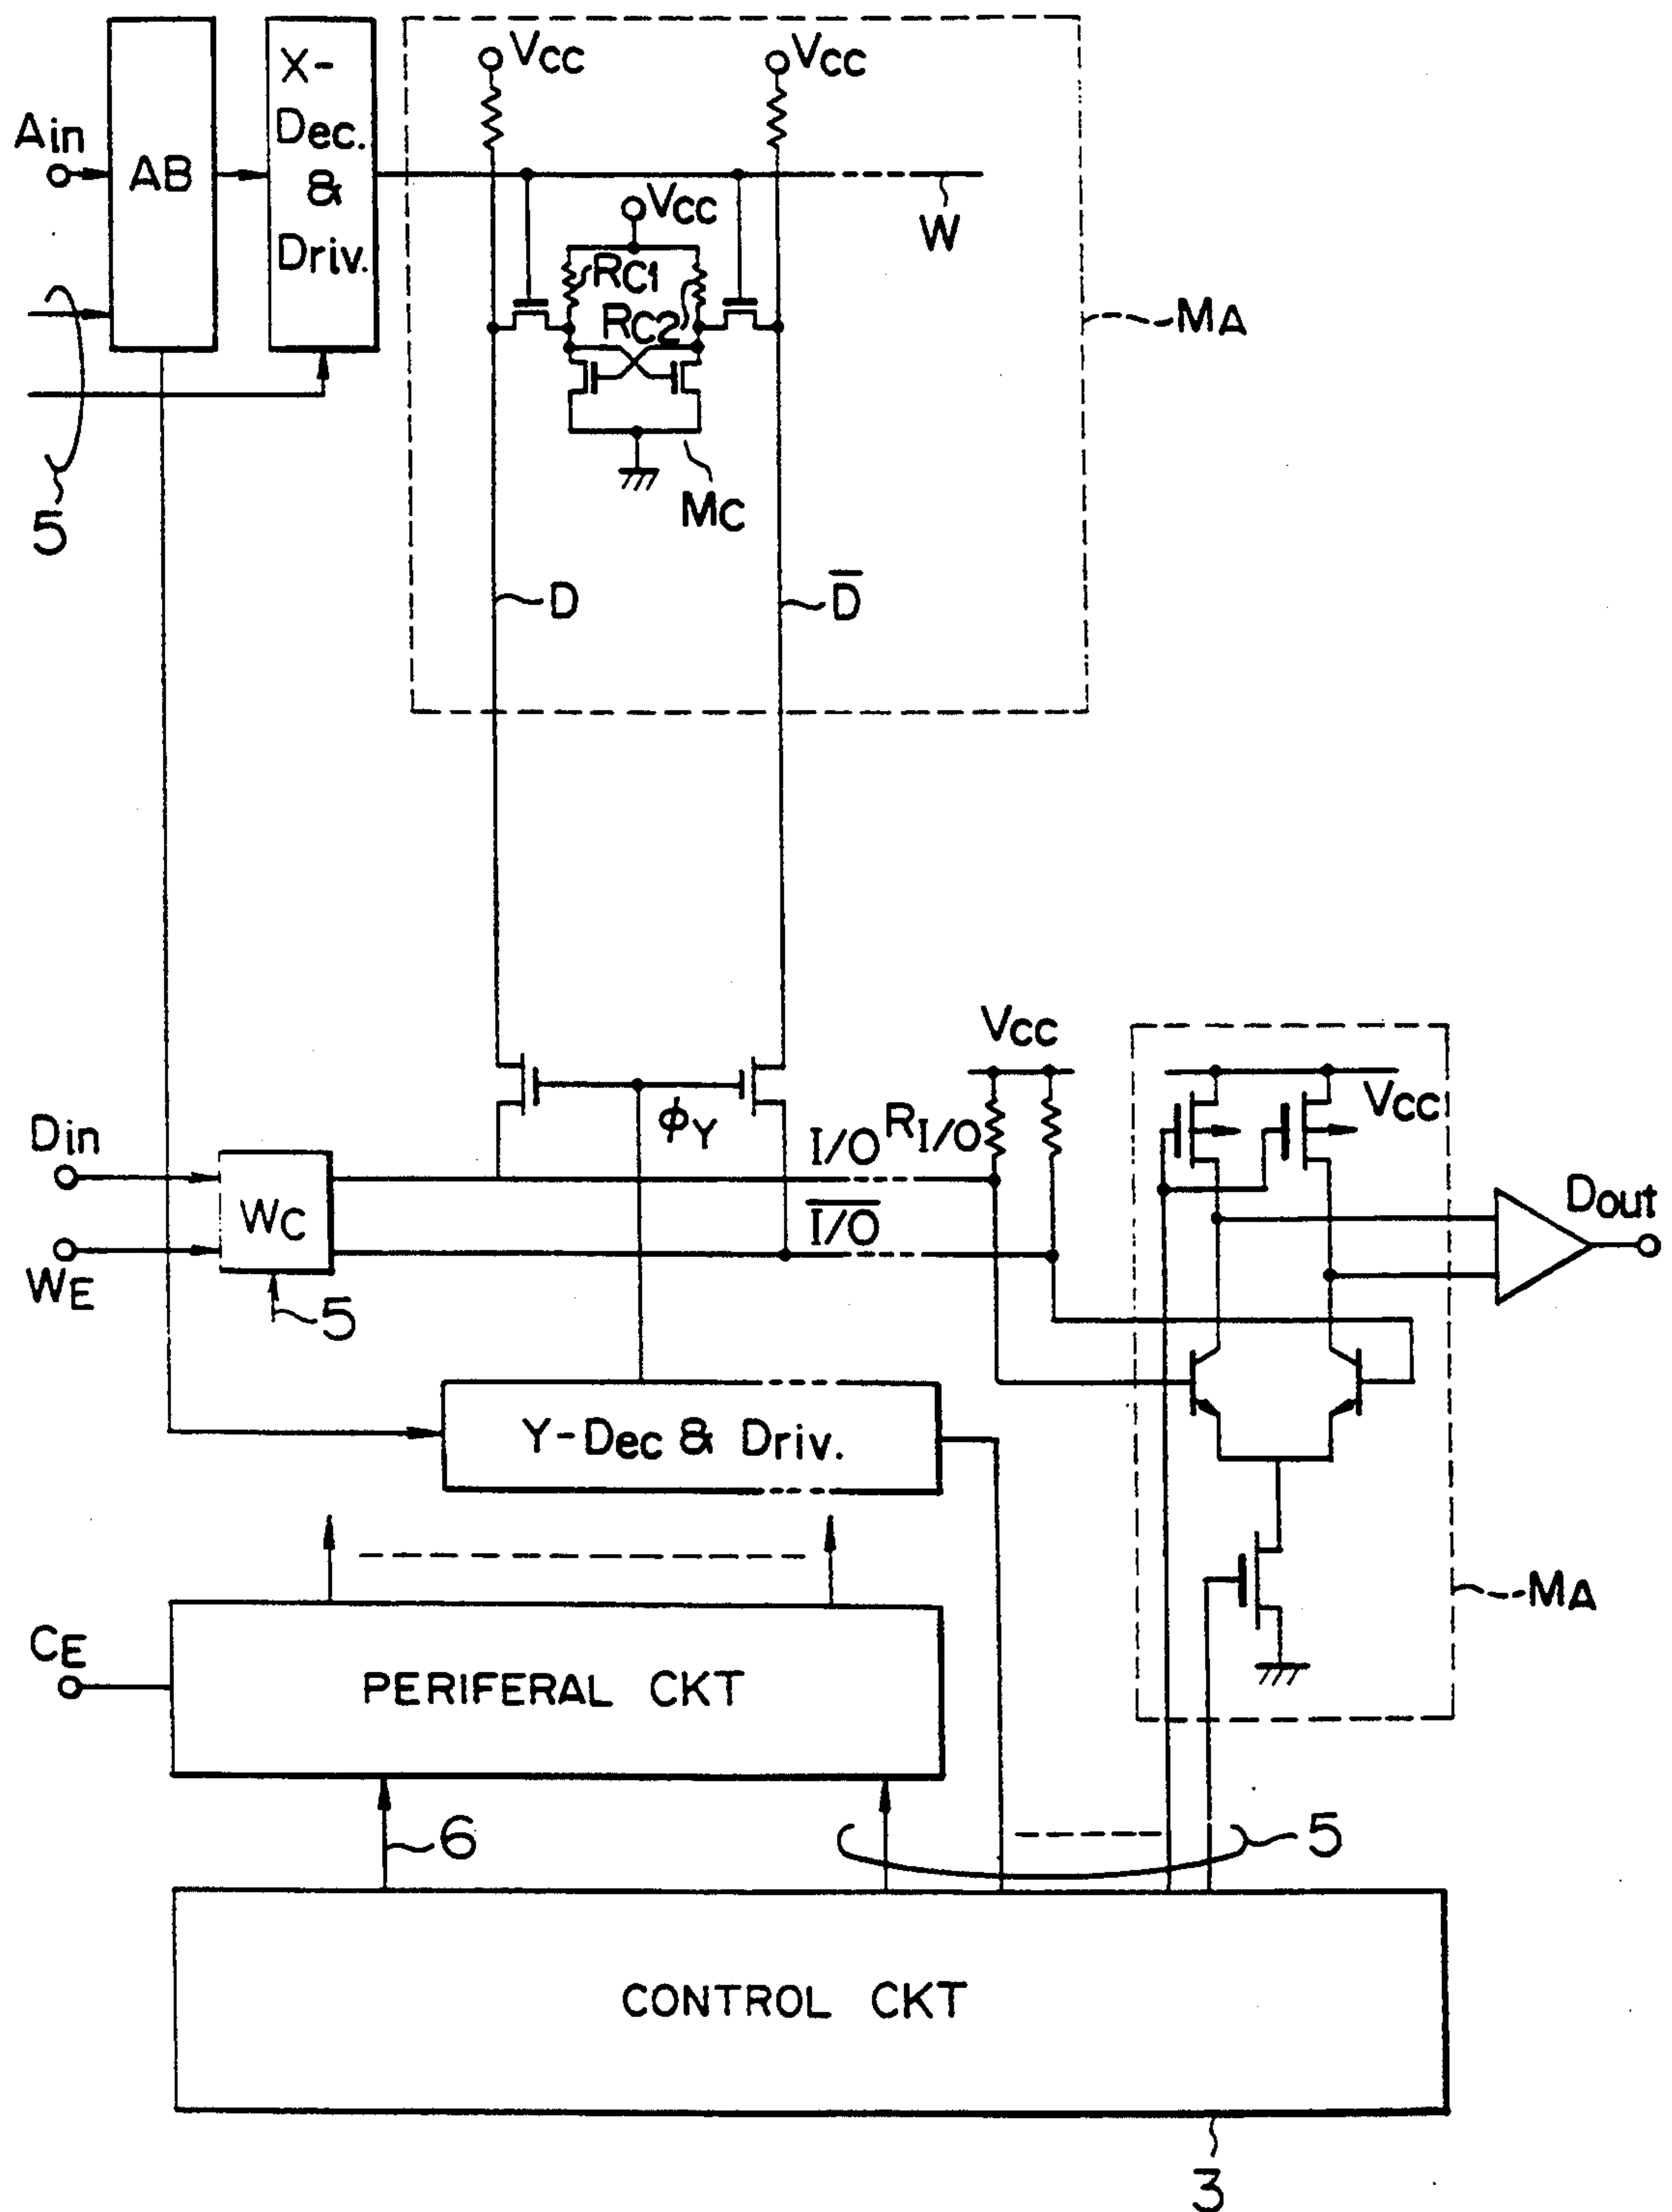 Ain
AB
X-
Dec.
&
Driv.
Vcc
Vcc
Vcc
W
RC1
RC2
MA
5
MC
D
D̅
Vcc
Vcc
Din
WE
WC
5
ϕY
I/O
RI/O
I̅/̅O̅
Dout
Y-Dec & Driv.
MA
CE
PERIFERAL CKT
6
5
CONTROL CKT
3